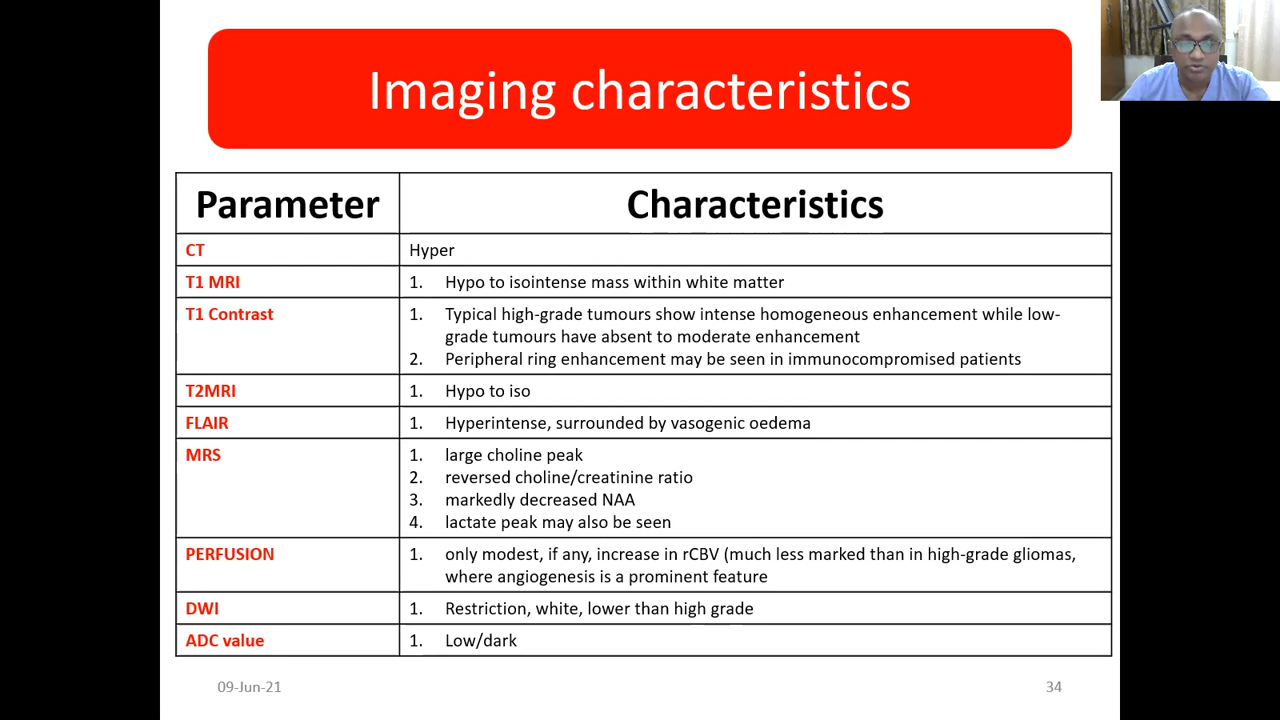 Imaging characteristics
Parameter
Characteristics
CT
Hyper
T1 MRI
1. Hypo to isointense mass within white matter
T1 Contrast
1. Typical high-grade tumours show intense homogeneous enhancement while low-
grade tumours have absent to moderate enhancement
2. Peripheral ring enhancement may be seen in immunocompromised patients
T2MRI
1. Hypo to iso
FLAIR
1. Hyperintense, surrounded by vasogenic oedema
MRS
1. large choline peak
2. reversed choline/creatinine ratio
3. markedly decreased NAA
4. lactate peak may also be seen
PERFUSION
1. only modest, if any, increase in rCBV (much less marked than in high-grade gliomas,
where angiogenesis is a prominent feature
DWI
1. Restriction, white, lower than high grade
ADC value
1. Low/dark
09-Jun-21
34